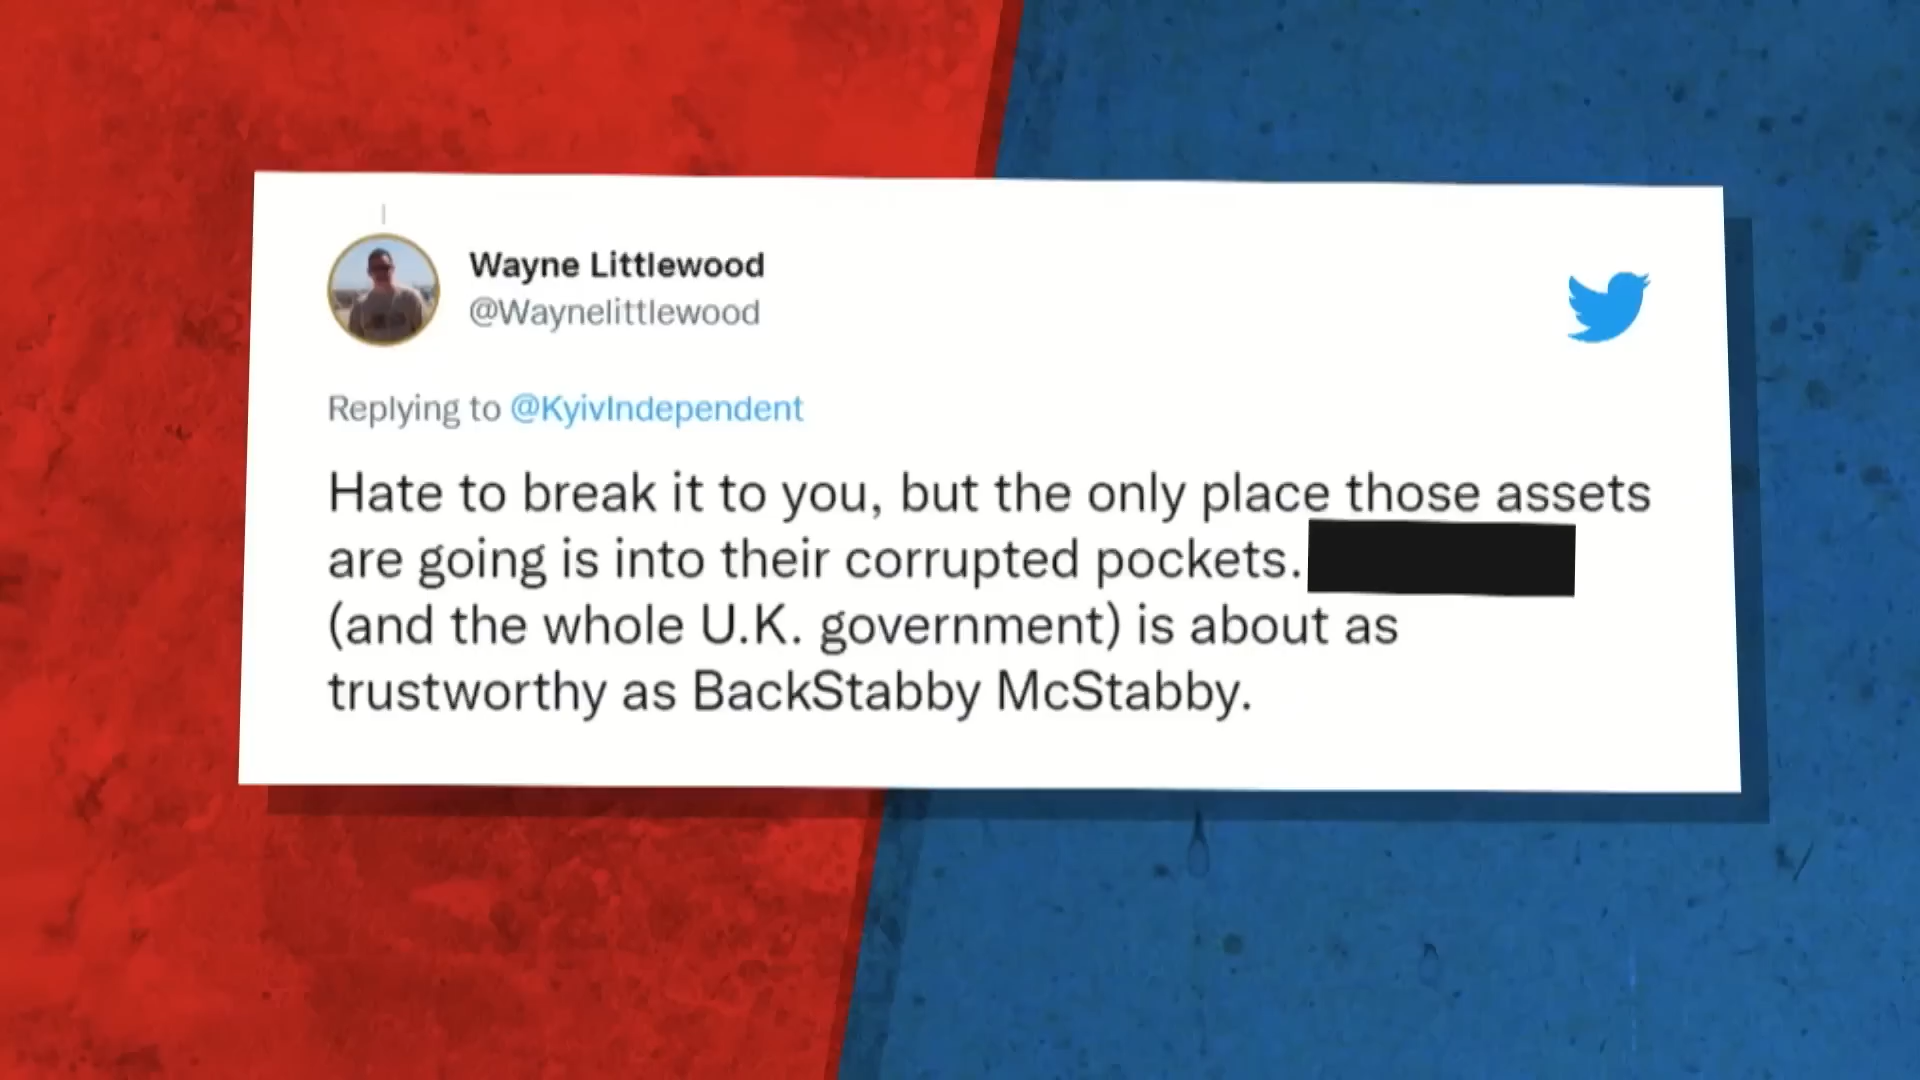 Wayne Littlewood
@Waynelittlewood
Replying to @KyivIndependent
Hate to break it to you, but the only place those assets
are going is into their corrupted pockets.
(and the whole U.K. government) is about as
trustworthy as BackStabby McStabby.